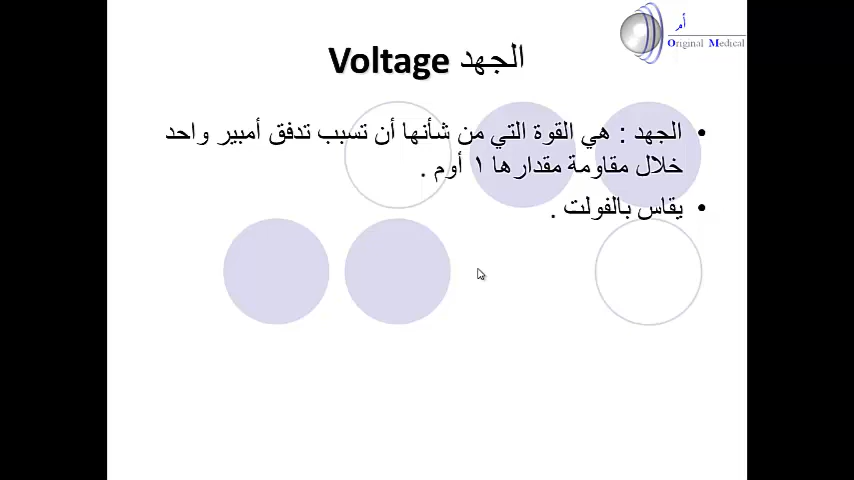 أم
Original Medical
الجهد Voltage
• الجهد : هي القوة التي من شأنها أن تسبب تدفق أمبير واحد
خلال مقاومة مقدارها ١ أوم .
• يقاس بالفولت .